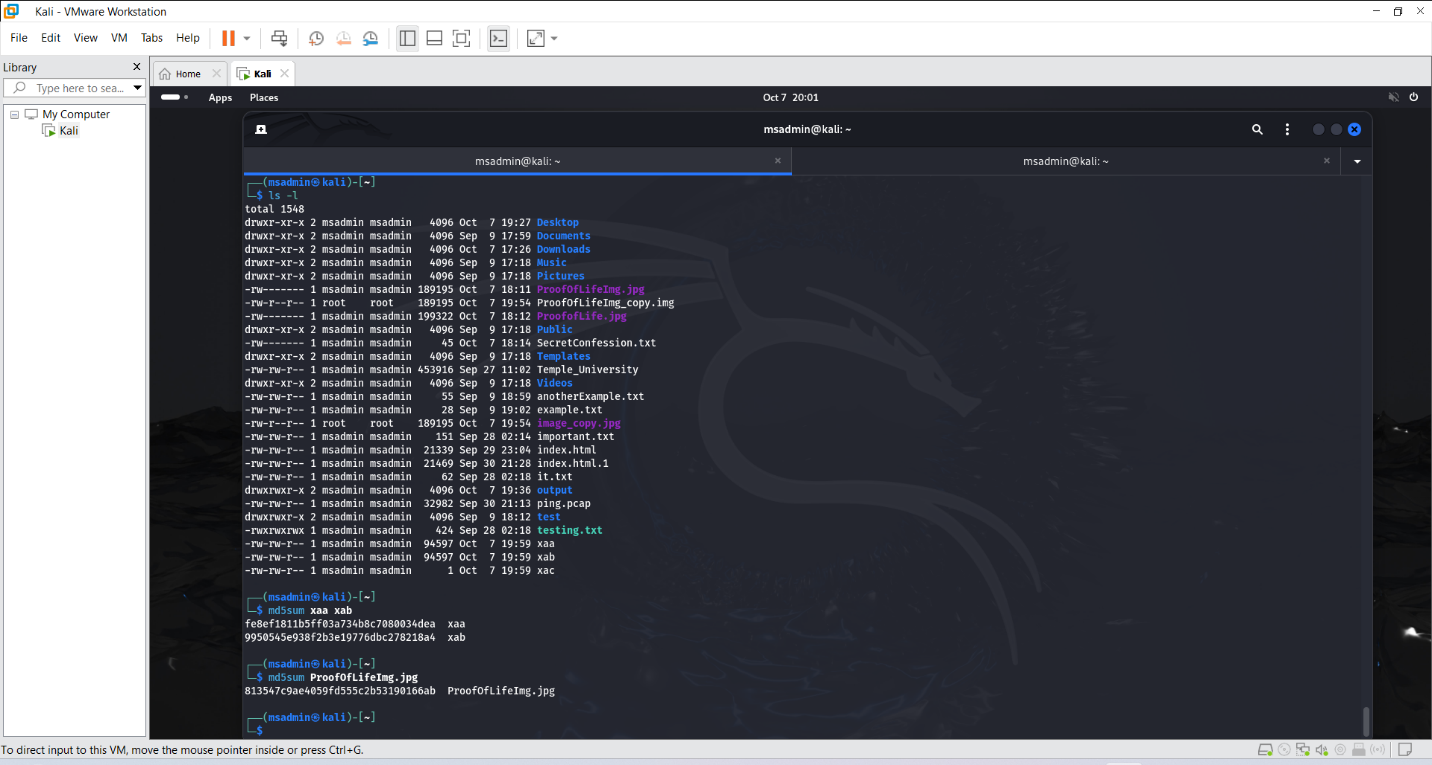 Kali - VMware Workstation
File Edit View VM Tabs Help
Library
Home
Kali
Type here to sea...
My Computer
Kali
Apps Places
Oct 7 20:01
msadmin@kali: ~
msadmin@kali: ~
msadmin@kali: ~
┌──(msadmin㉿kali)-[~]
└─$ ls -l
total 1548
drwxr-xr-x 2 msadmin msadmin   4096 Oct  7 19:27 Desktop
drwxr-xr-x 2 msadmin msadmin   4096 Sep  9 17:59 Documents
drwxr-xr-x 2 msadmin msadmin   4096 Oct  7 17:26 Downloads
drwxr-xr-x 2 msadmin msadmin   4096 Sep  9 17:18 Music
drwxr-xr-x 2 msadmin msadmin   4096 Sep  9 17:18 Pictures
-rw------- 1 msadmin msadmin 189195 Oct  7 18:11 ProofOfLifeImg.jpg
-rw-r--r-- 1 root    root    189195 Oct  7 19:54 ProofOfLifeImg_copy.img
-rw------- 1 msadmin msadmin 199322 Oct  7 18:12 ProofofLife.jpg
drwxr-xr-x 2 msadmin msadmin   4096 Sep  9 17:18 Public
-rw------- 1 msadmin msadmin     45 Oct  7 18:14 SecretConfession.txt
drwxr-xr-x 2 msadmin msadmin   4096 Sep  9 17:18 Templates
-rw-rw-r-- 1 msadmin msadmin 453916 Sep 27 11:02 Temple_University
drwxr-xr-x 2 msadmin msadmin   4096 Sep  9 17:18 Videos
-rw-rw-r-- 1 msadmin msadmin     55 Sep  9 18:59 anotherExample.txt
-rw-rw-r-- 1 msadmin msadmin     28 Sep  9 19:02 example.txt
-rw-r--r-- 1 root    root    189195 Oct  7 19:54 image_copy.jpg
-rw-rw-r-- 1 msadmin msadmin    151 Sep 28 02:14 important.txt
-rw-rw-r-- 1 msadmin msadmin  21339 Sep 29 23:04 index.html
-rw-rw-r-- 1 msadmin msadmin  21469 Sep 30 21:28 index.html.1
-rw-rw-r-- 1 msadmin msadmin     62 Sep 28 02:18 it.txt
drwxrwxr-x 2 msadmin msadmin   4096 Oct  7 19:36 output
-rw-rw-r-- 1 msadmin msadmin  32982 Sep 30 21:13 ping.pcap
drwxrwxr-x 2 msadmin msadmin   4096 Sep  9 18:12 test
-rwxrwxrwx 1 msadmin msadmin    424 Sep 28 02:18 testing.txt
-rw-rw-r-- 1 msadmin msadmin  94597 Oct  7 19:59 xaa
-rw-rw-r-- 1 msadmin msadmin  94597 Oct  7 19:59 xab
-rw-rw-r-- 1 msadmin msadmin      1 Oct  7 19:59 xac
┌──(msadmin㉿kali)-[~]
└─$ md5sum xaa xab
fe8ef1811b5ff03a734b8c7080034dea  xaa
9950545e938f2b3e19776dbc278218a4  xab
┌──(msadmin㉿kali)-[~]
└─$ md5sum ProofOfLifeImg.jpg
813547c9ae4059fd555c2b53190166ab  ProofOfLifeImg.jpg
┌──(msadmin㉿kali)-[~]
└─$
To direct input to this VM, move the mouse pointer inside or press Ctrl+G.